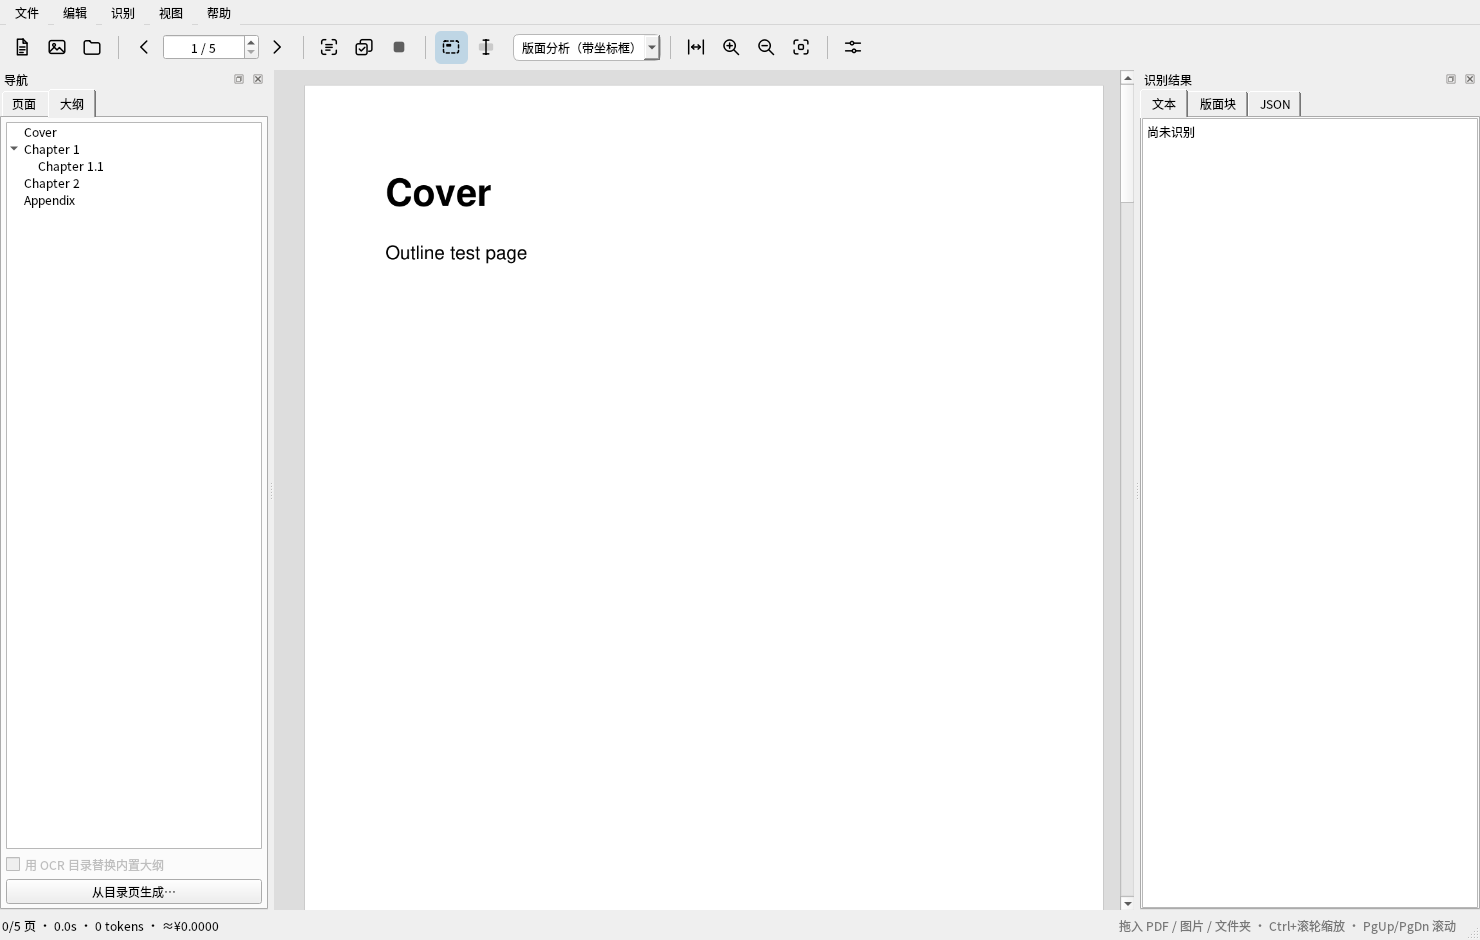 文件 编辑 识别 视图 帮助
1 / 5
版面分析（带坐标框）
导航
页面 大纲
Cover
Chapter 1
Chapter 1.1
Chapter 2
Appendix
用 OCR 目录替换内置大纲
从目录页生成…
Cover
Outline test page
识别结果
文本 版面块 JSON
尚未识别
0/5 页 · 0.0s · 0 tokens · ≈¥0.0000
拖入 PDF / 图片 / 文件夹 · Ctrl+滚轮缩放 · PgUp/PgDn 滚动